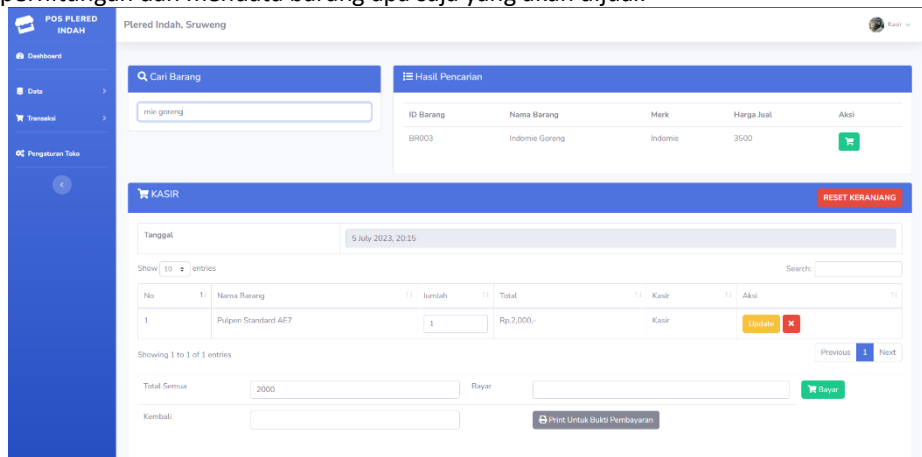 perhitungan dan mendata barang apa saja yang akan dijual.
POS PLERED INDAH
Plered Indah, Sruweng
Kasir
Dashboard
Data
Transaksi
Pengaturan Toko
Cari Barang
mie goreng
Hasil Pencarian
ID Barang Nama Barang Merk Harga Jual Aksi
BR003 Indomie Goreng Indomie 3500
KASIR
RESET KERANJANG
Tanggal 5 July 2023, 20:15
Show 10 entries
Search:
No Nama Barang Jumlah Total Kasir Aksi
1 Pulpen Standard AE7 1 Rp.2,000,- Kasir Update
Showing 1 to 1 of 1 entries
Previous 1 Next
Total Semua 2000 Bayar Bayar
Kembali Print Untuk Bukti Pembayaran